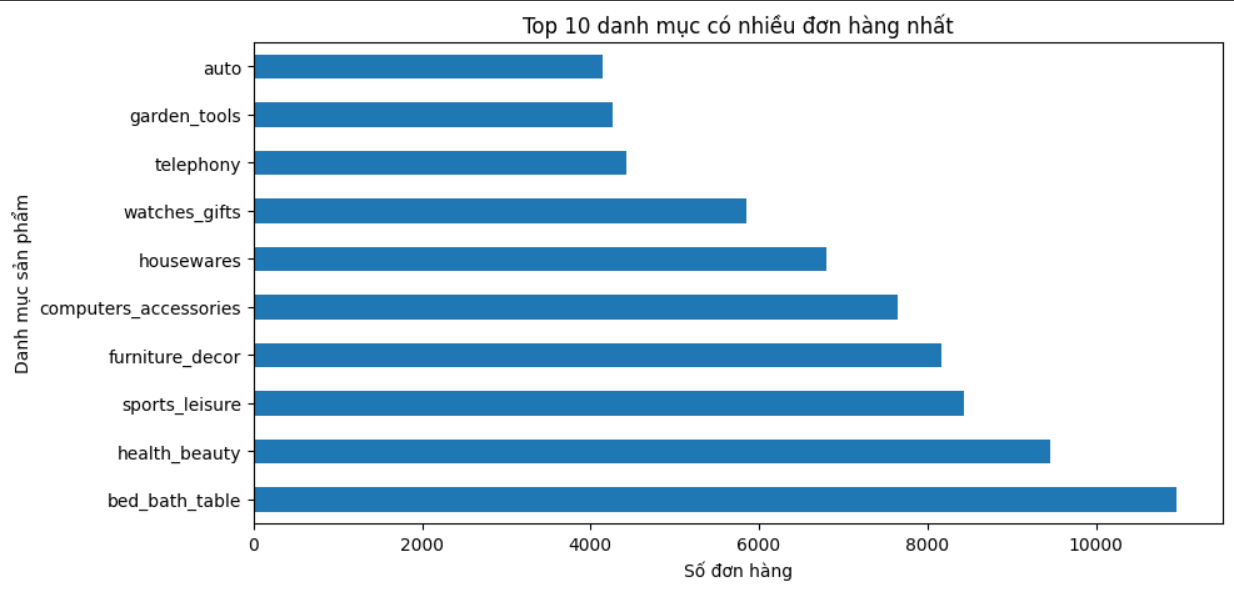 Top 10 danh mục có nhiều đơn hàng nhất
Danh mục sản phẩm
auto
garden_tools
telephony
watches_gifts
housewares
computers_accessories
furniture_decor
sports_leisure
health_beauty
bed_bath_table
0 2000 4000 6000 8000 10000
Số đơn hàng